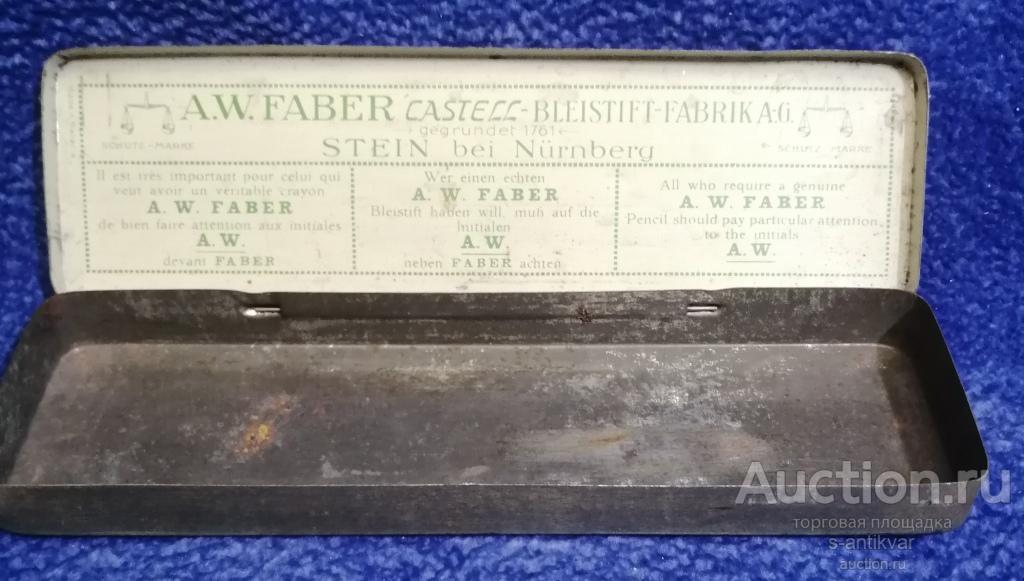 A.W. FABER CASTELL-BLEISTIFT-FABRIK A.G.
gegründet 1761
STEIN bei Nürnberg
SCHUTZ-MARKE
SCHUTZ-MARKE
Il est très important pour celui qui
veut avoir un véritable crayon
A. W. FABER
de bien faire attention aux initiales
A. W.
devant FABER
Wer einen echten
A. W. FABER
Bleistift haben will, muß auf die
Initialen
A. W.
neben FABER achten
All who require a genuine
A. W. FABER
Pencil should pay particular attention
to the initials
A. W.
Auction.ru
торговая площадка
s-antikvar
auction.ru